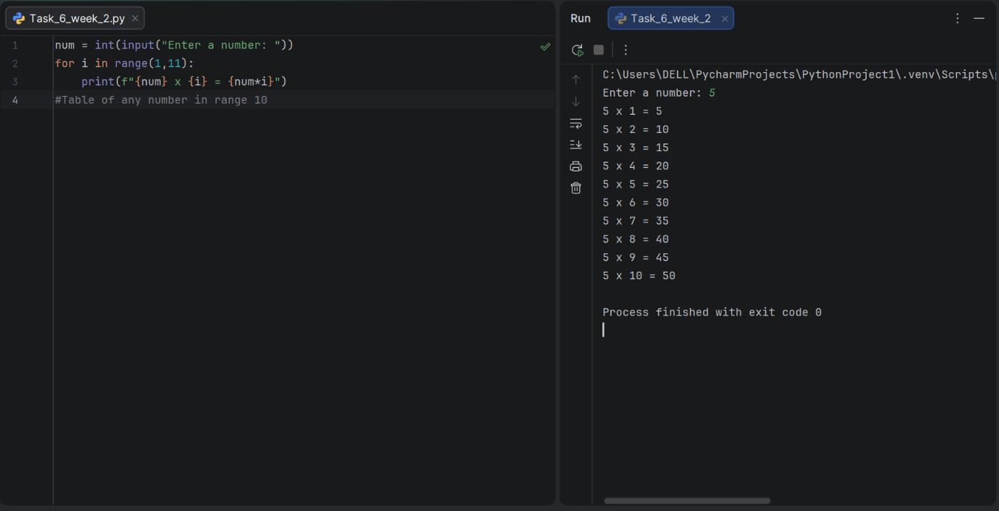 Task_6_week_2.py
1 num = int(input("Enter a number: "))
2 for i in range(1,11):
3     print(f"{num} x {i} = {num*i}")
4 #Table of any number in range 10
Run Task_6_week_2
C:\Users\DELL\PycharmProjects\PythonProject1\.venv\Scripts\
Enter a number: 5
5 x 1 = 5
5 x 2 = 10
5 x 3 = 15
5 x 4 = 20
5 x 5 = 25
5 x 6 = 30
5 x 7 = 35
5 x 8 = 40
5 x 9 = 45
5 x 10 = 50
Process finished with exit code 0